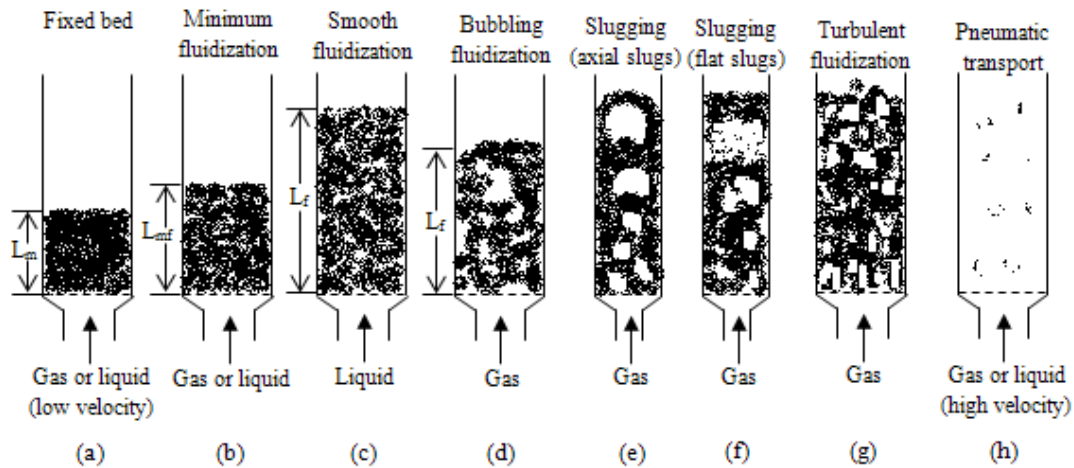 Fixed bed
Minimum
fluidization
Smooth
fluidization
Bubbling
fluidization
Slugging
(axial slugs)
Slugging
(flat slugs)
Turbulent
fluidization
Pneumatic
transport
Lm
Lmf
Lf
Lf
Gas or liquid
(low velocity)
Gas or liquid
Liquid
Gas
Gas
Gas
Gas
Gas or liquid
(high velocity)
(a)
(b)
(c)
(d)
(e)
(f)
(g)
(h)